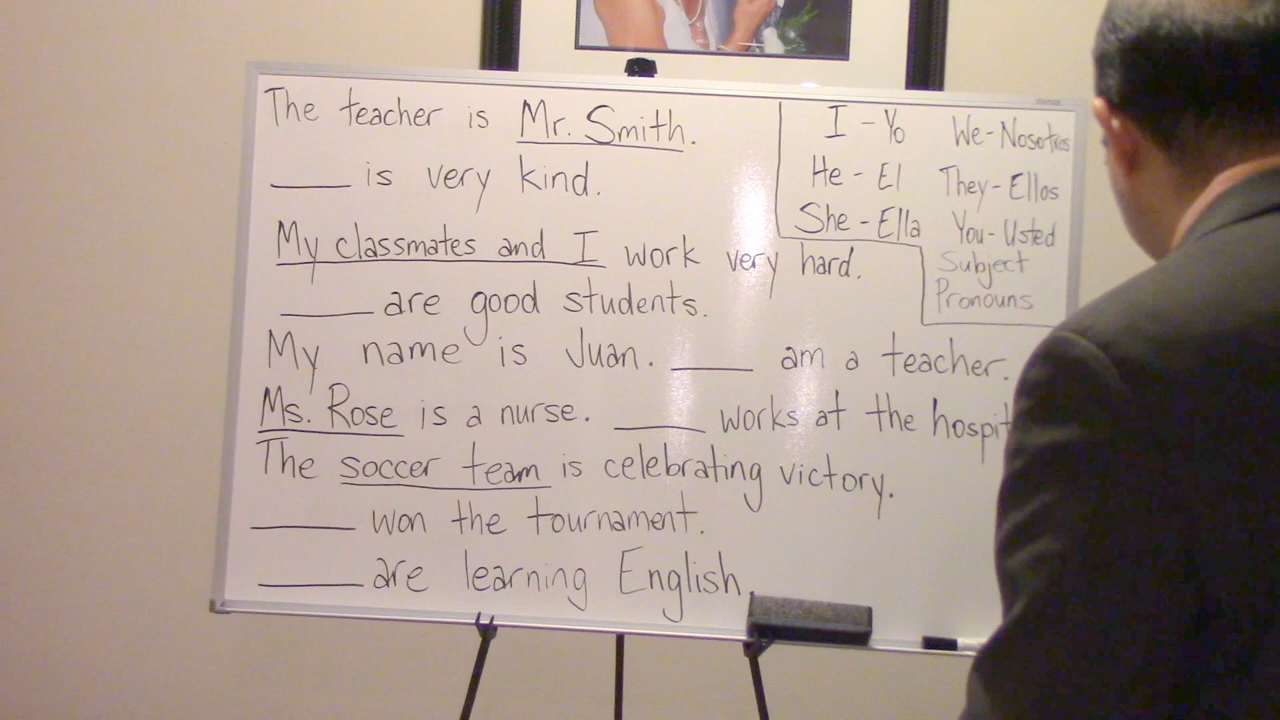 The teacher is Mr. Smith.
____ is very kind.
My classmates and I work very hard.
____ are good students.
My name is Juan. ____ am a teacher.
Ms. Rose is a nurse. ____ works at the hospit
The soccer team is celebrating victory.
____ won the tournament.
____ are learning English.
I - Yo We - Nosotros
He - El They - Ellos
She - Ella You - Usted
Subject
Pronouns